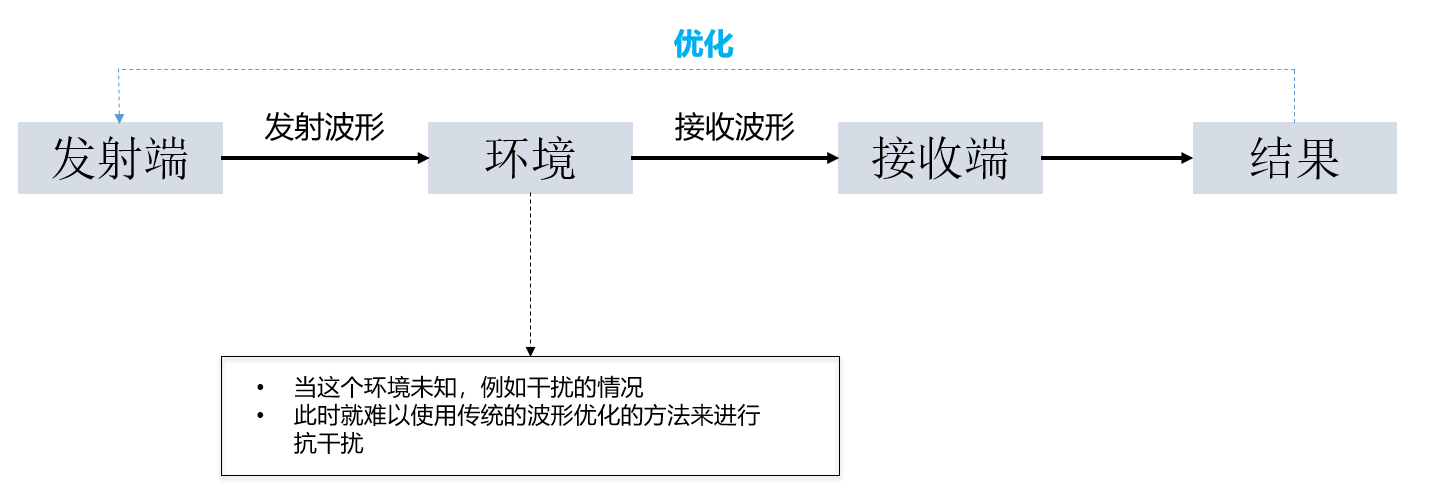 优化
发射波形
接收波形
发射端
环境
接收端
结果
• 当这个环境未知，例如干扰的情况
• 此时就难以使用传统的波形优化的方法来进行
抗干扰